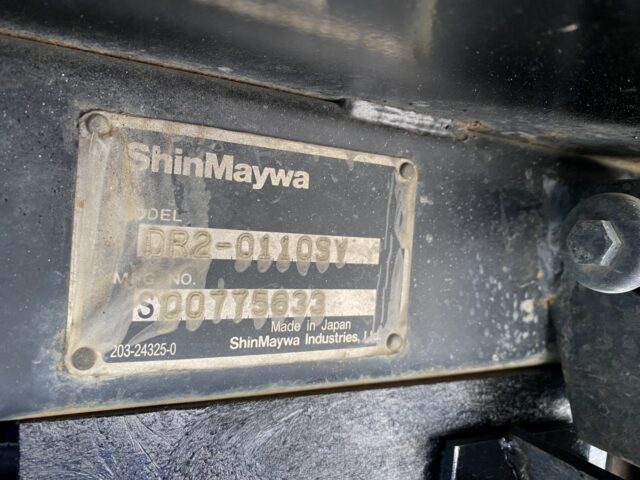 ShinMaywa
MODEL
DR2-0110SY
MFG NO.
S00775633
Made in Japan
203-24325-0
ShinMaywa Industries,